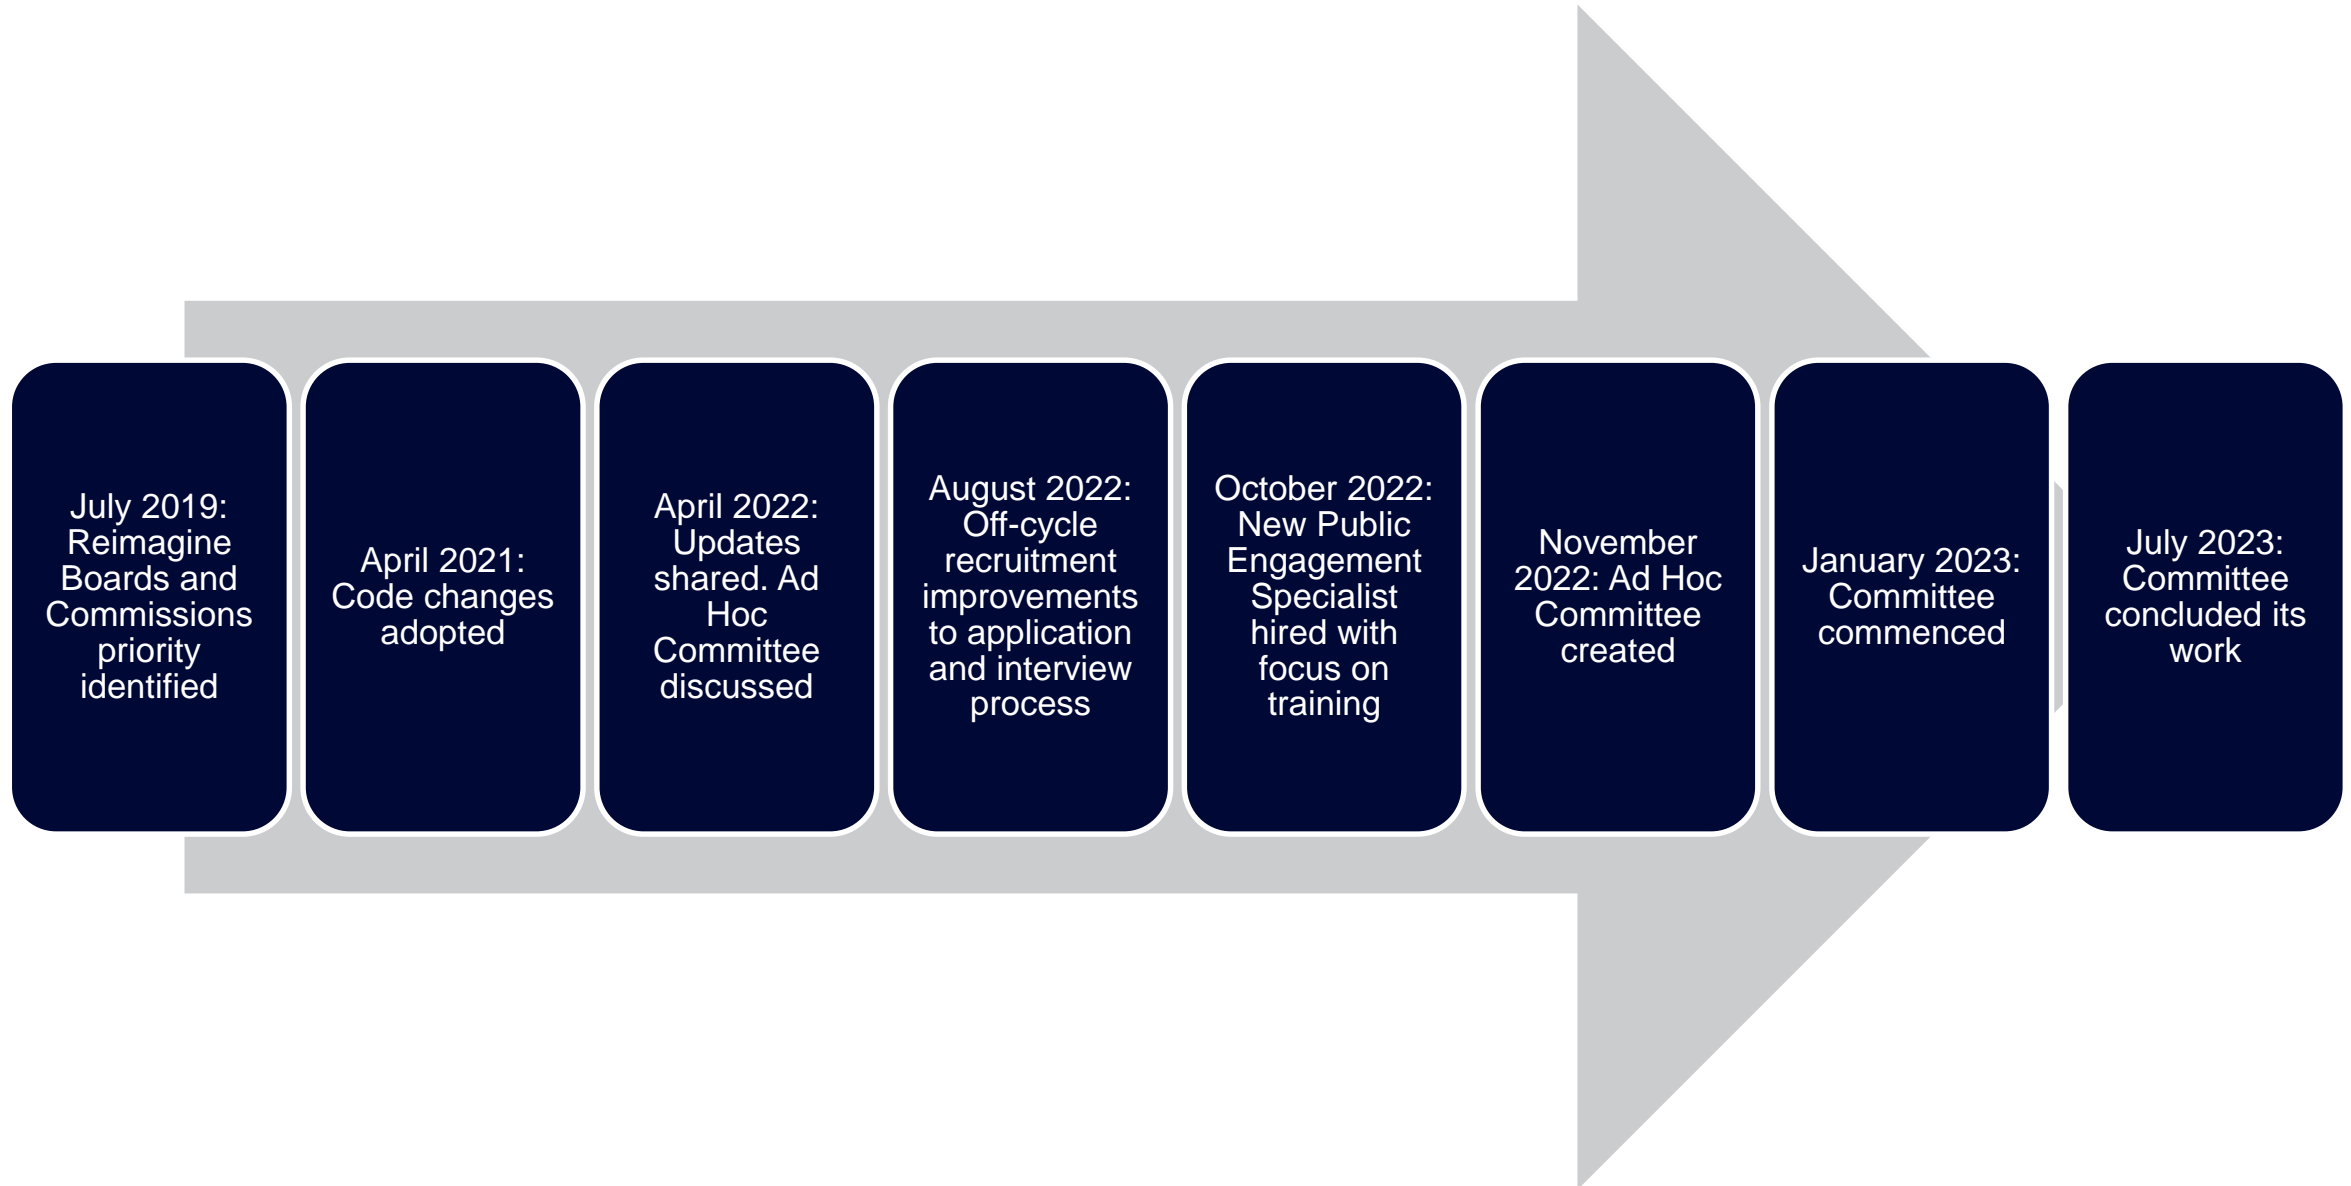 July 2019:
Reimagine
Boards and
Commissions
priority
identified
April 2021:
Code changes
adopted
April 2022:
Updates
shared. Ad
Hoc
Committee
discussed
August 2022:
Off-cycle
recruitment
improvements
to application
and interview
process
October 2022:
New Public
Engagement
Specialist
hired with
focus on
training
November
2022: Ad Hoc
Committee
created
January 2023:
Committee
commenced
July 2023:
Committee
concluded its
work